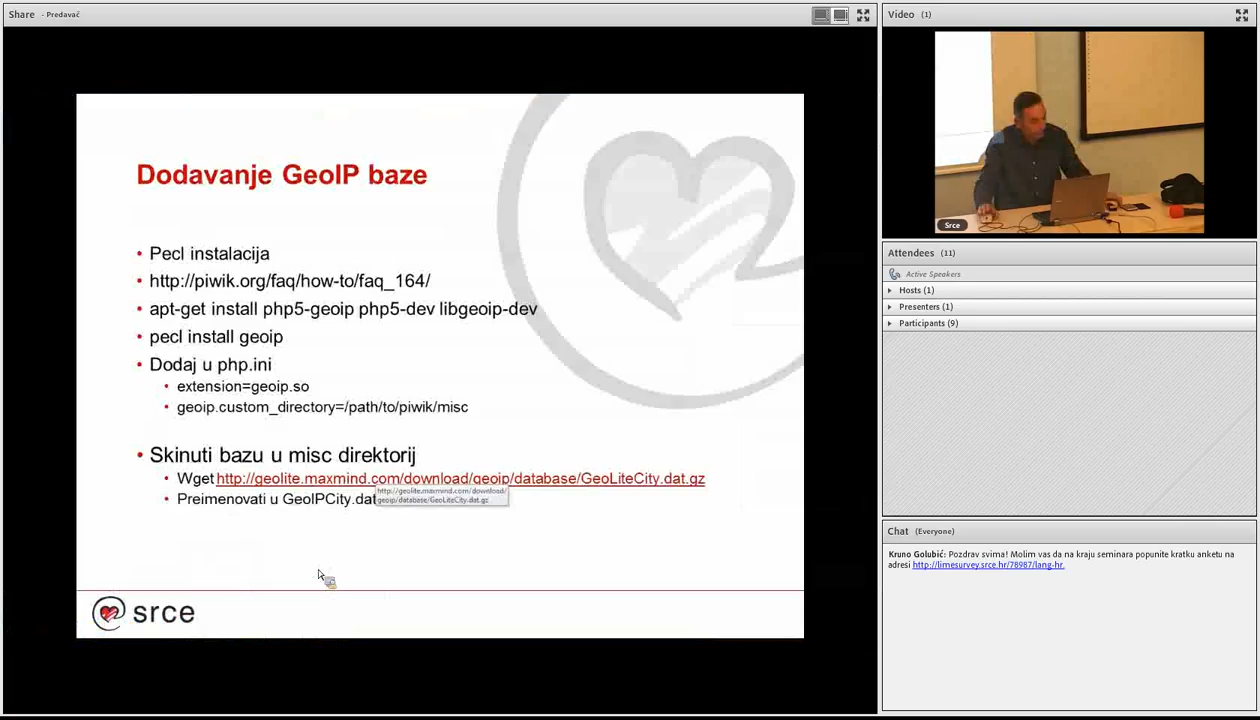 Share - Predavač
Video (1)
Dodavanje GeoIP baze
• Pecl instalacija
• http://piwik.org/faq/how-to/faq_164/
• apt-get install php5-geoip php5-dev libgeoip-dev
• pecl install geoip
• Dodaj u php.ini
• extension=geoip.so
• geoip.custom_directory=/path/to/piwik/misc
• Skinuti bazu u misc direktorij
• Wget http://geolite.maxmind.com/download/geoip/database/GeoLiteCity.dat.gz
http://geolite.maxmind.com/download/
geoip/database/GeoLiteCity.dat.gz
• Preimenovati u GeoIPCity.dat
srce
Srce
Attendees (11)
Active Speakers
Hosts (1)
Presenters (1)
Participants (9)
Chat (Everyone)
Kruno Golubić: Pozdrav svima! Molim vas da na kraju seminara popunite kratku anketu na
adresi http://limesurvey.srce.hr/78987/lang-hr.